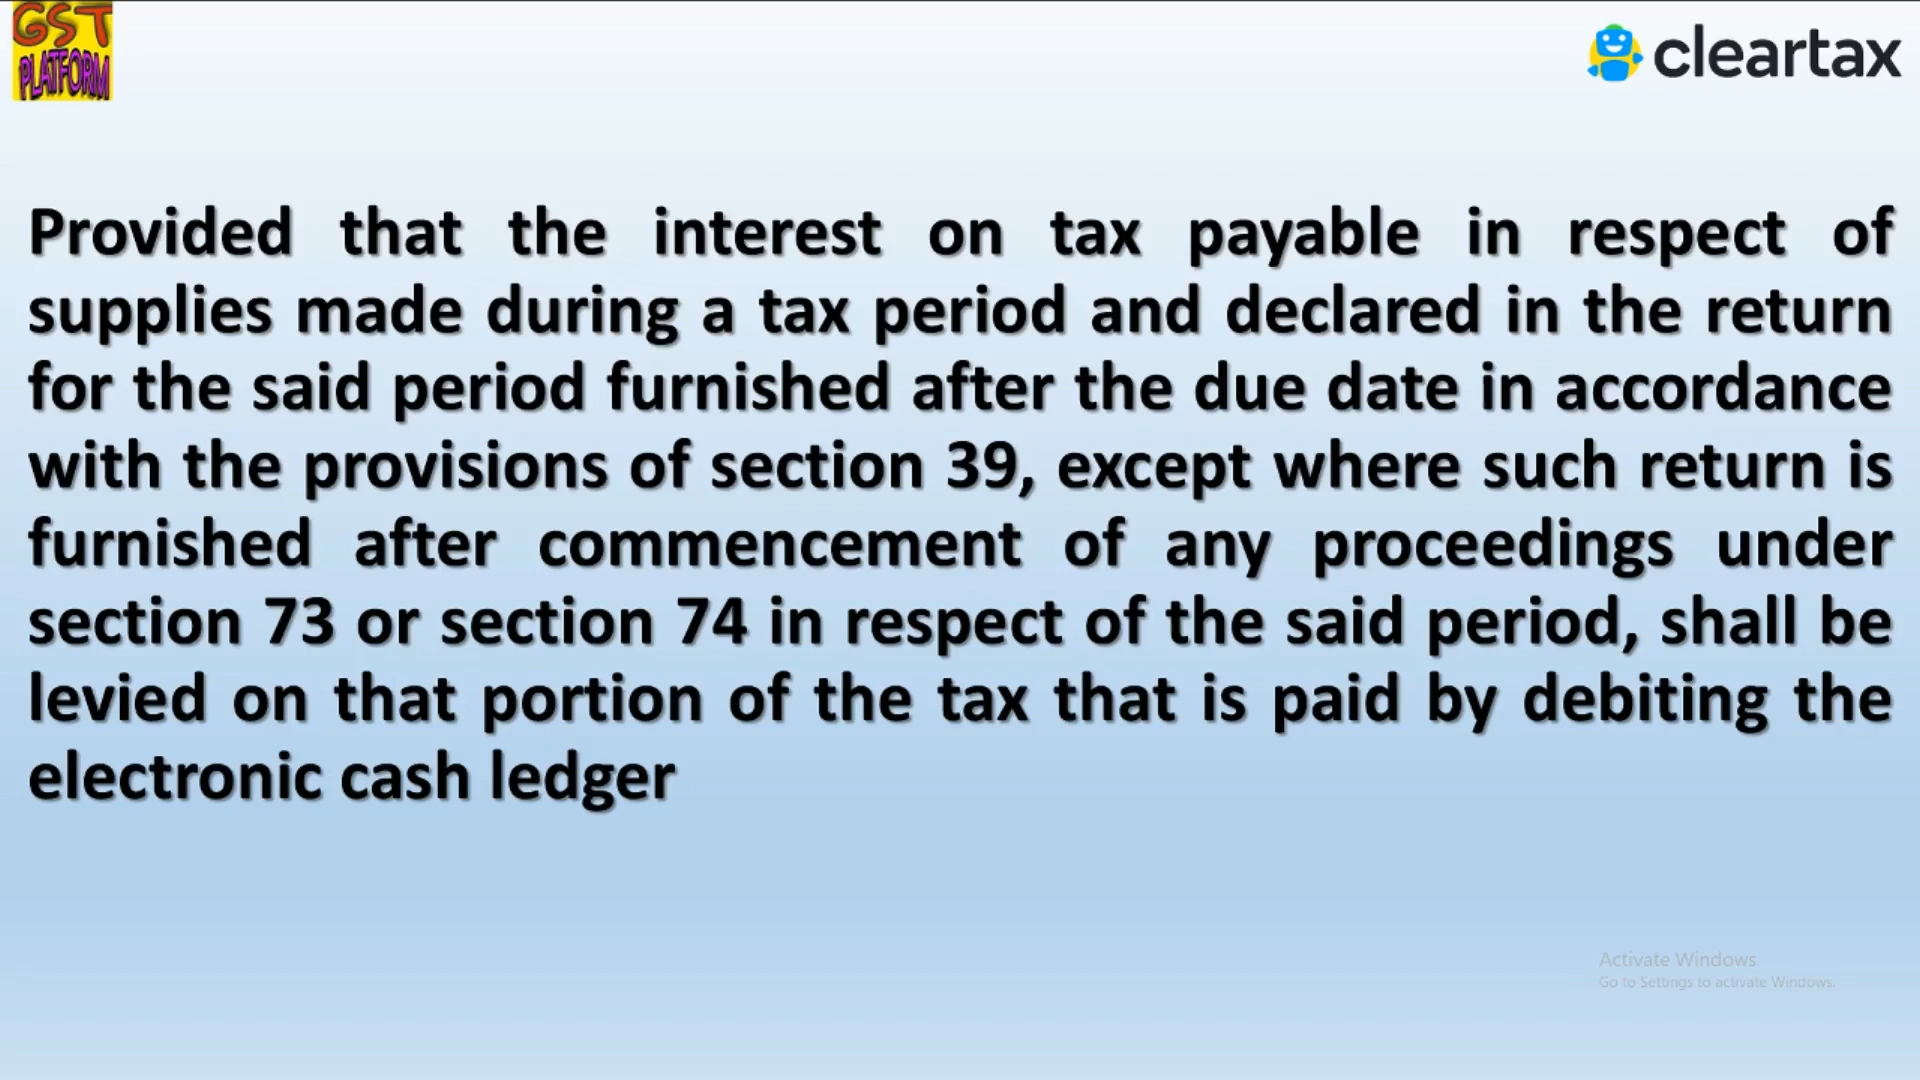 GST
PLATFORM
cleartax
Provided that the interest on tax payable in respect of
supplies made during a tax period and declared in the return
for the said period furnished after the due date in accordance
with the provisions of section 39, except where such return is
furnished after commencement of any proceedings under
section 73 or section 74 in respect of the said period, shall be
levied on that portion of the tax that is paid by debiting the
electronic cash ledger
Activate Windows
Go to Settings to activate Windows.